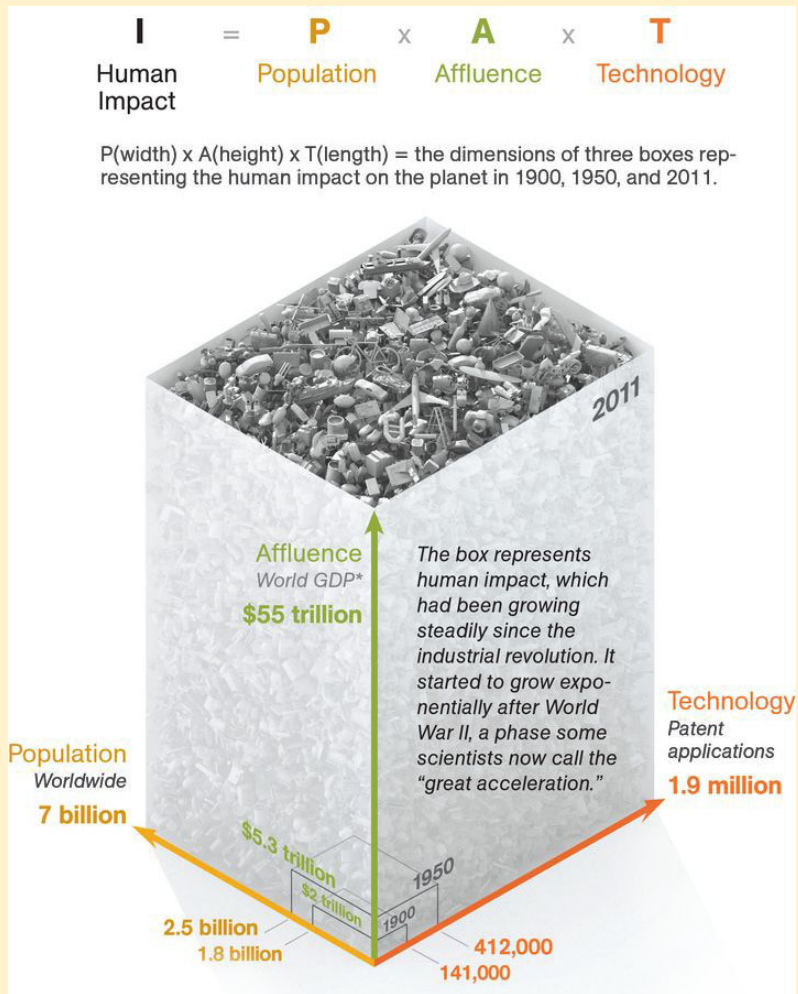 I = P x A x T
Human Impact
Population
Affluence
Technology
P(width) x A(height) x T(length) = the dimensions of three boxes rep-
resenting the human impact on the planet in 1900, 1950, and 2011.
2011
Affluence
World GDP*
$55 trillion
The box represents
human impact, which
had been growing
steadily since the
industrial revolution. It
started to grow expo-
nentially after World
War II, a phase some
scientists now call the
“great acceleration.”
Technology
Patent
applications
1.9 million
Population
Worldwide
7 billion
$5.3 trillion
1950
$2 trillion
1900
2.5 billion
1.8 billion
412,000
141,000